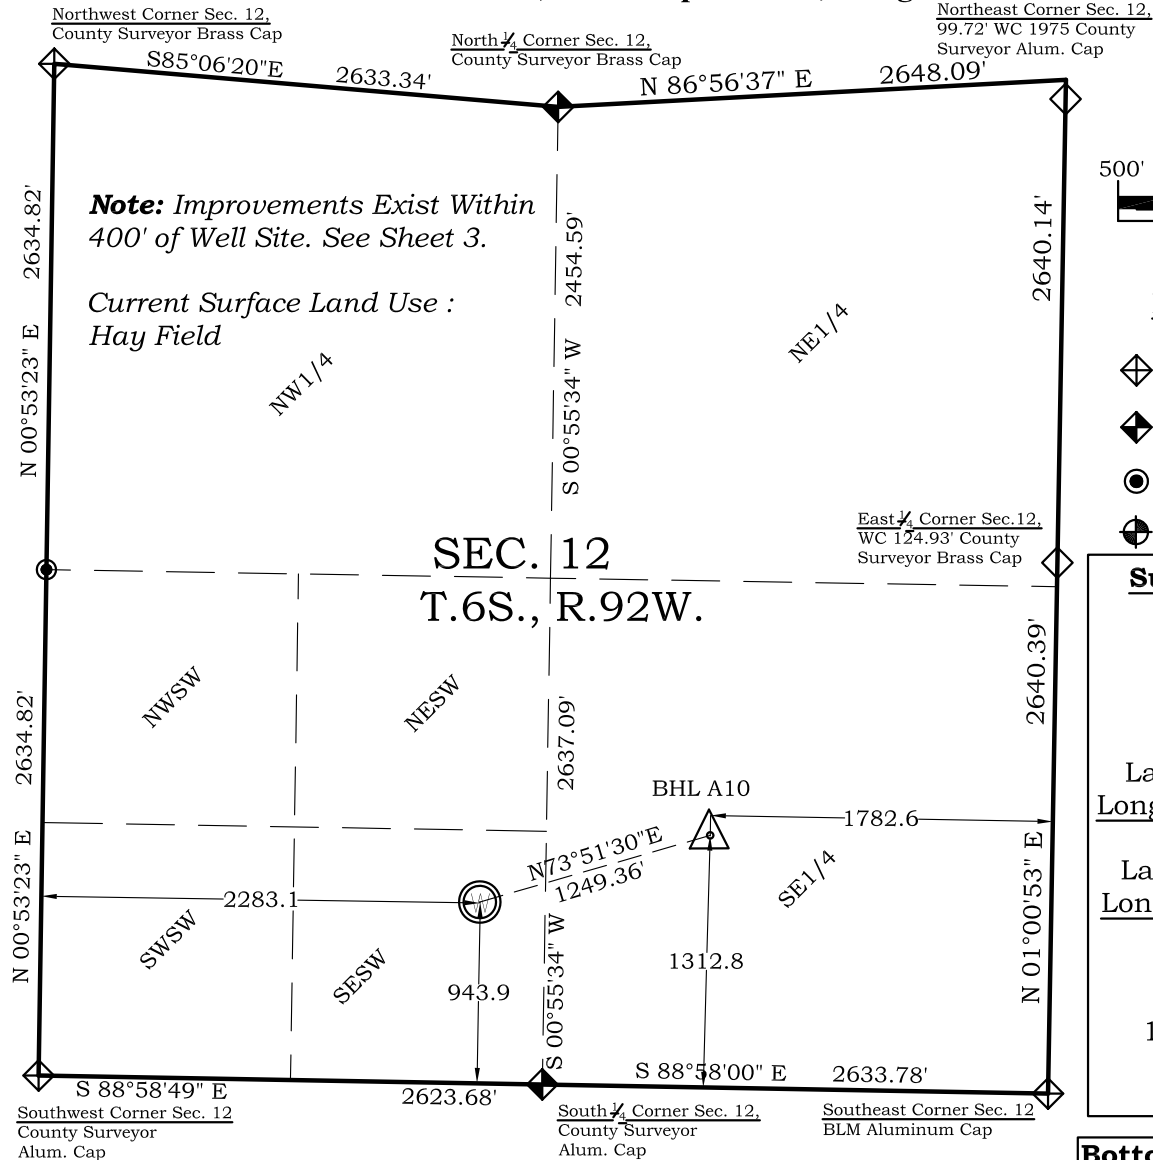 Northwest Corner Sec. 12,
County Surveyor Brass Cap
North 1/4 Corner Sec. 12,
County Surveyor Brass Cap
Northeast Corner Sec. 12,
99.72' WC 1975 County
Surveyor Alum. Cap
S85°06'20"E 2633.34'
N 86°56'37" E 2648.09'
500'
Note: Improvements Exist Within
400' of Well Site. See Sheet 3.
Current Surface Land Use :
Hay Field
2634.82'
N 00°53'23" E
2454.59'
S 00°55'34" W
2640.14'
NW1/4
NE1/4
East 1/4 Corner Sec.12,
WC 124.93' County
Surveyor Brass Cap
SEC. 12
T.6S., R.92W.
NWSW
NESW
2634.82'
N 00°53'23" E
2637.09'
2640.39'
N 01°00'53" E
BHL A10
1782.6
N73°51'30"E
1249.36'
SE1/4
2283.1
W
SWSW
SESW
943.9
S 00°55'34" W
1312.8
S 88°58'49" E
2623.68'
S 88°58'00" E
2633.78'
Southwest Corner Sec. 12
County Surveyor
Alum. Cap
South 1/4 Corner Sec. 12,
County Surveyor
Alum. Cap
Southeast Corner Sec. 12
BLM Aluminum Cap
Su
La
Long
La
Lon
1
Botto